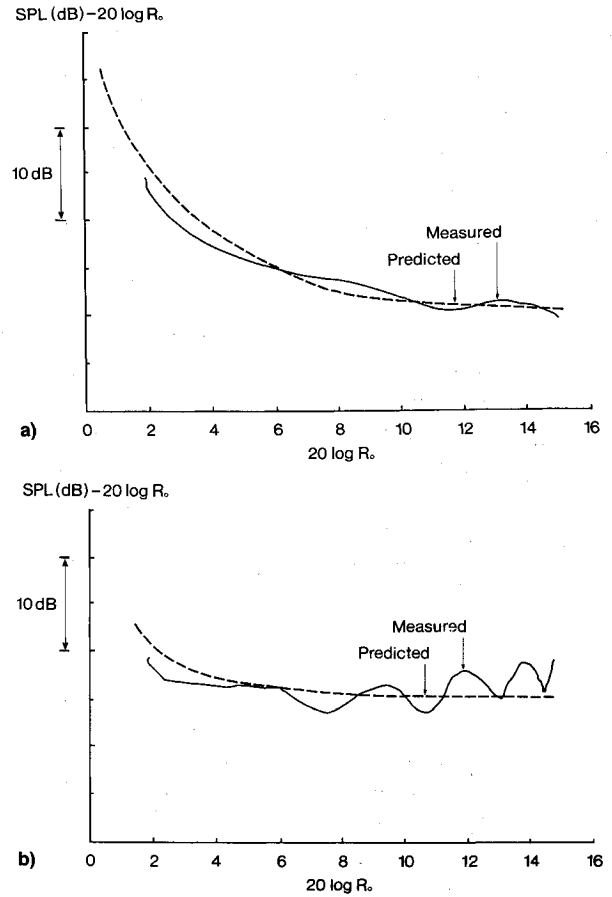 SPL (dB) – 20 log R₀
10 dB
Measured
Predicted
a)
0 2 4 6 8 10 12 14 16
20 log R₀
SPL (dB) – 20 log R₀
10 dB
Measured
Predicted
b)
0 2 4 6 8 10 12 14 16
20 log R₀